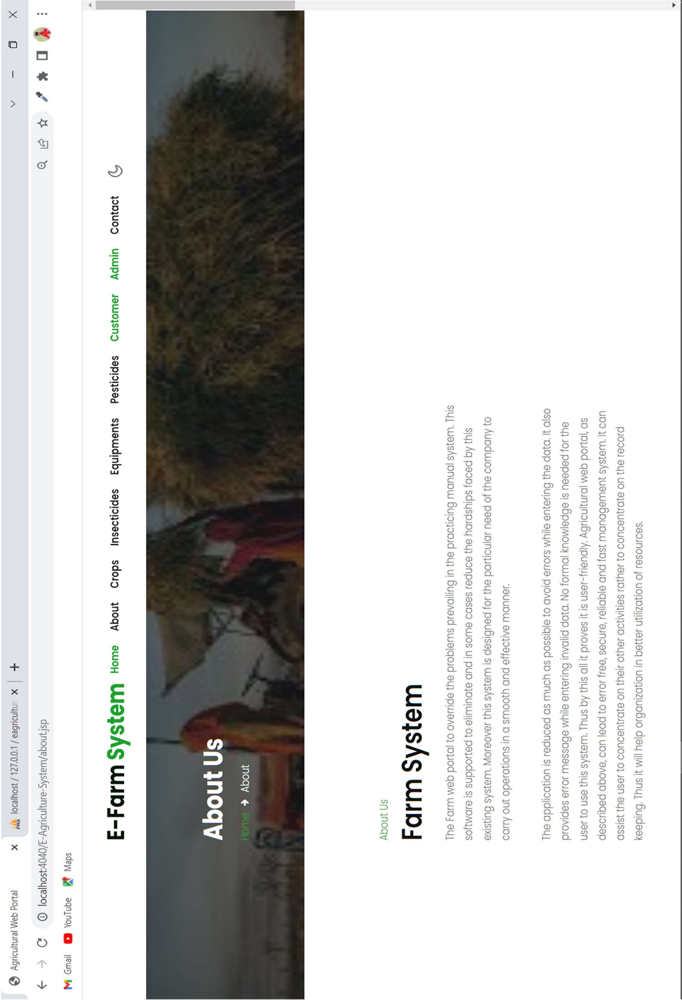 Agricultural Web Portal
localhost / 127.0.0.1 / eagricultur
localhost:4040/E-Agriculture-System/about.jsp
Gmail YouTube Maps
E-Farm System Home About Crops Insecticides Equipments Pesticides Customer Admin Contact
About Us
Home → About
About Us
Farm System
The Farm web portal to override the problems prevailing in the practicing manual system. This
software is supported to eliminate and in some cases reduce the hardships faced by this
existing system. Moreover this system is designed for the particular need of the company to
carry out operations in a smooth and effective manner.
The application is reduced as much as possible to avoid errors while entering the data. It also
provides error message while entering invalid data. No formal knowledge is needed for the
user to use this system. Thus by this all it proves it is user-friendly. Agricultural web portal, as
described above, can lead to error free, secure, reliable and fast management system. It can
assist the user to concentrate on their other activities rather to concentrate on the record
keeping. Thus it will help organization in better utilization of resources.